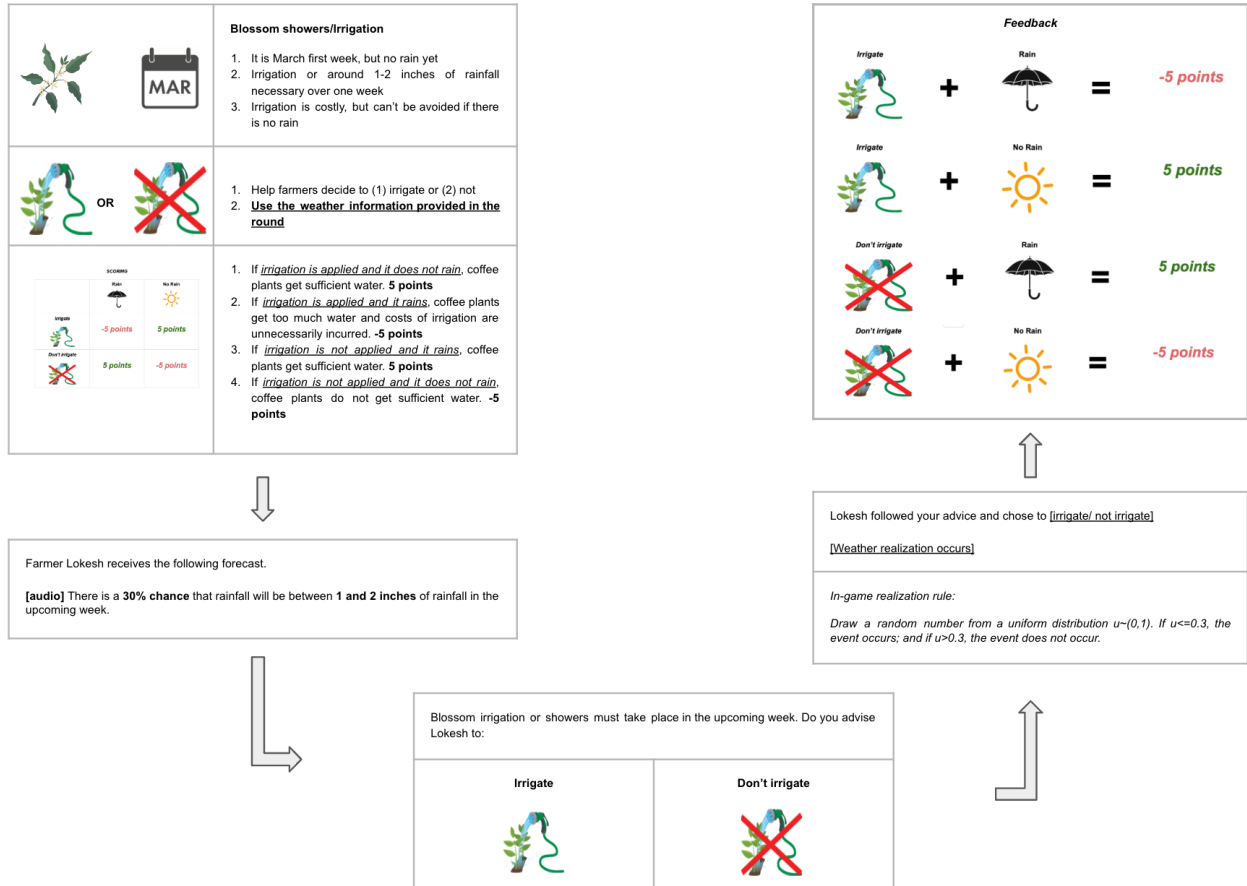 Blossom showers/Irrigation
1. It is March first week, but no rain yet
2. Irrigation or around 1-2 inches of rainfall
necessary over one week
3. Irrigation is costly, but can't be avoided if there
is no rain
MAR
OR
1. Help farmers decide to (1) irrigate or (2) not
2. Use the weather information provided in the
round
SCORING
Rain
No Rain
Irrigate
-5 points
5 points
Don't irrigate
5 points
-5 points
1. If irrigation is applied and it does not rain, coffee
plants get sufficient water. 5 points
2. If irrigation is applied and it rains, coffee plants
get too much water and costs of irrigation are
unnecessarily incurred. -5 points
3. If irrigation is not applied and it rains, coffee
plants get sufficient water. 5 points
4. If irrigation is not applied and it does not rain,
coffee plants do not get sufficient water. -5
points
Farmer Lokesh receives the following forecast.
[audio] There is a 30% chance that rainfall will be between 1 and 2 inches of rainfall in the
upcoming week.
Blossom irrigation or showers must take place in the upcoming week. Do you advise
Lokesh to:
Irrigate
Don't irrigate
Lokesh followed your advice and chose to [irrigate/ not irrigate]
[Weather realization occurs]
In-game realization rule:
Draw a random number from a uniform distribution u~(0,1). If u<=0.3, the
event occurs; and if u>0.3, the event does not occur.
Feedback
Irrigate
+
Rain
=
-5 points
Irrigate
+
No Rain
=
5 points
Don't irrigate
+
Rain
=
5 points
Don't irrigate
+
No Rain
=
-5 points